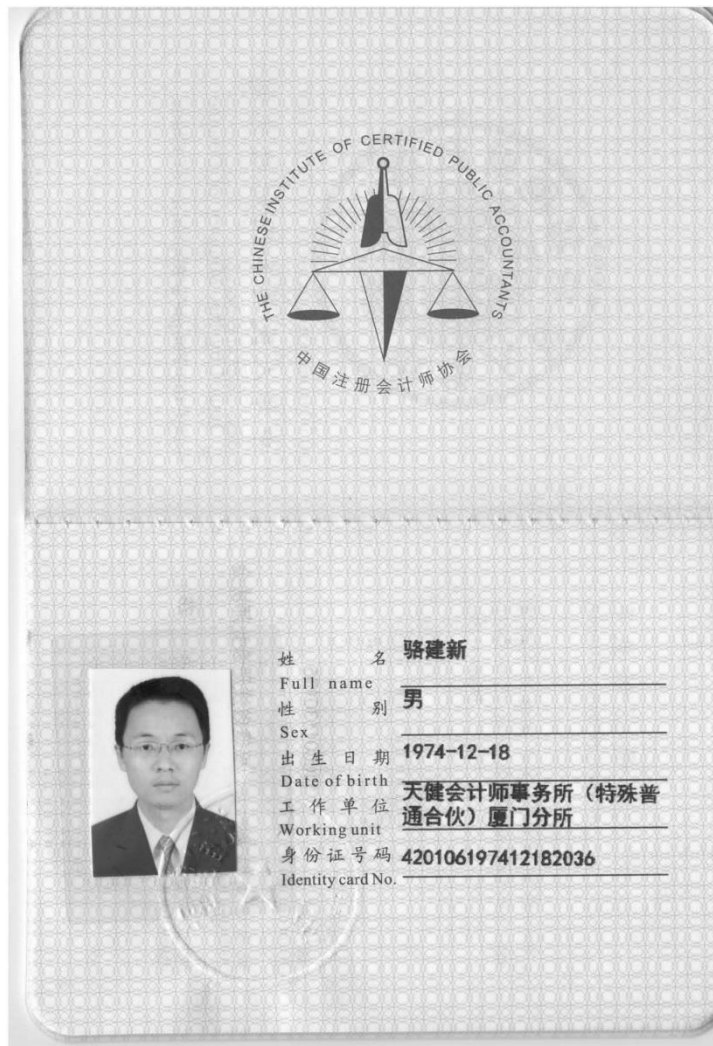 THE CHINESE INSTITUTE OF CERTIFIED PUBLIC ACCOUNTANTS
中国注册会计师协会
姓名 骆建新
Full name
性别 男
Sex
出生日期 1974-12-18
Date of birth
工作单位 天健会计师事务所（特殊普
通合伙）厦门分所
Working unit
身份证号码 420106197412182036
Identity card No.